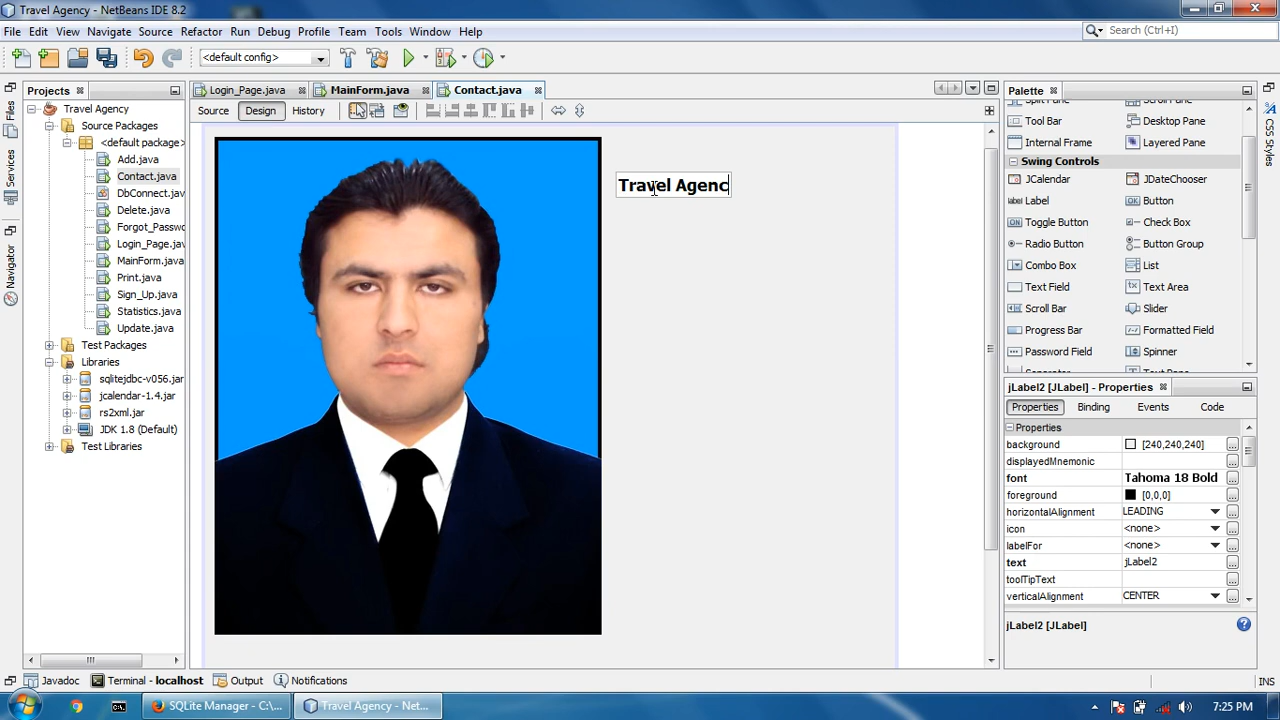 Travel Agency - NetBeans IDE 8.2
File Edit View Navigate Source Refactor Run Debug Profile Team Tools Window Help
Search (Ctrl+I)
<default config>
Projects
Login_Page.java MainForm.java Contact.java
Palette
Source Design History
Travel Agency
Source Packages
<default package>
Add.java
Contact.java
DbConnect.jav
Delete.java
Forgot_Passwo
Login_Page.jav
MainForm.java
Print.java
Sign_Up.java
Statistics.java
Update.java
Test Packages
Libraries
sqlitejdbc-v056.jar
jcalendar-1.4.jar
rs2xml.jar
JDK 1.8 (Default)
Test Libraries
Files
Services
Navigator
Travel Agenc
Tool Bar Desktop Pane
Internal Frame Layered Pane
Swing Controls
JCalendar JDateChooser
Label Button
Toggle Button Check Box
Radio Button Button Group
Combo Box List
Text Field Text Area
Scroll Bar Slider
Progress Bar Formatted Field
Password Field Spinner
CSS Styles
jLabel2 [JLabel] - Properties
Properties Binding Events Code
Properties
background [240,240,240]
displayedMnemonic
font Tahoma 18 Bold
foreground [0,0,0]
horizontalAlignment LEADING
icon <none>
labelFor <none>
text jLabel2
toolTipText
verticalAlignment CENTER
jLabel2 [JLabel]
Javadoc Terminal - localhost Output Notifications
INS
SQLite Manager - C:\... Travel Agency - Net...
7:25 PM